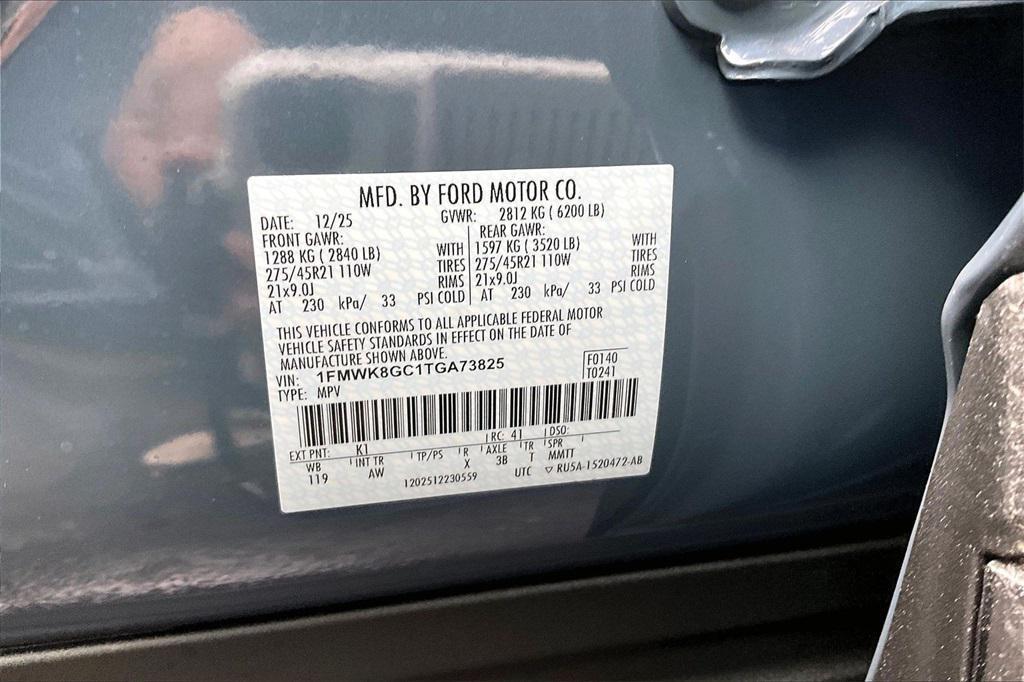 MFD. BY FORD MOTOR CO.
DATE: 12/25 GVWR: 2812 KG ( 6200 LB)
FRONT GAWR: REAR GAWR:
1288 KG ( 2840 LB) WITH 1597 KG ( 3520 LB) WITH
275/45R21 110W TIRES 275/45R21 110W TIRES
21x9.0J RIMS 21x9.0J RIMS
AT 230 kPa/ 33 PSI COLD AT 230 kPa/ 33 PSI COLD
THIS VEHICLE CONFORMS TO ALL APPLICABLE FEDERAL MOTOR
VEHICLE SAFETY STANDARDS IN EFFECT ON THE DATE OF
MANUFACTURE SHOWN ABOVE.
VIN: 1FMWK8GC1TGA73825 F0140
TYPE: MPV T0241
EXT PNT: K1 RC: 41 DSO:
WB INT TR TP/PS R AXLE TR SPR
119 AW X 3B T MMTT
1202512230559 UTC ▽ RU5A-1520472-AB